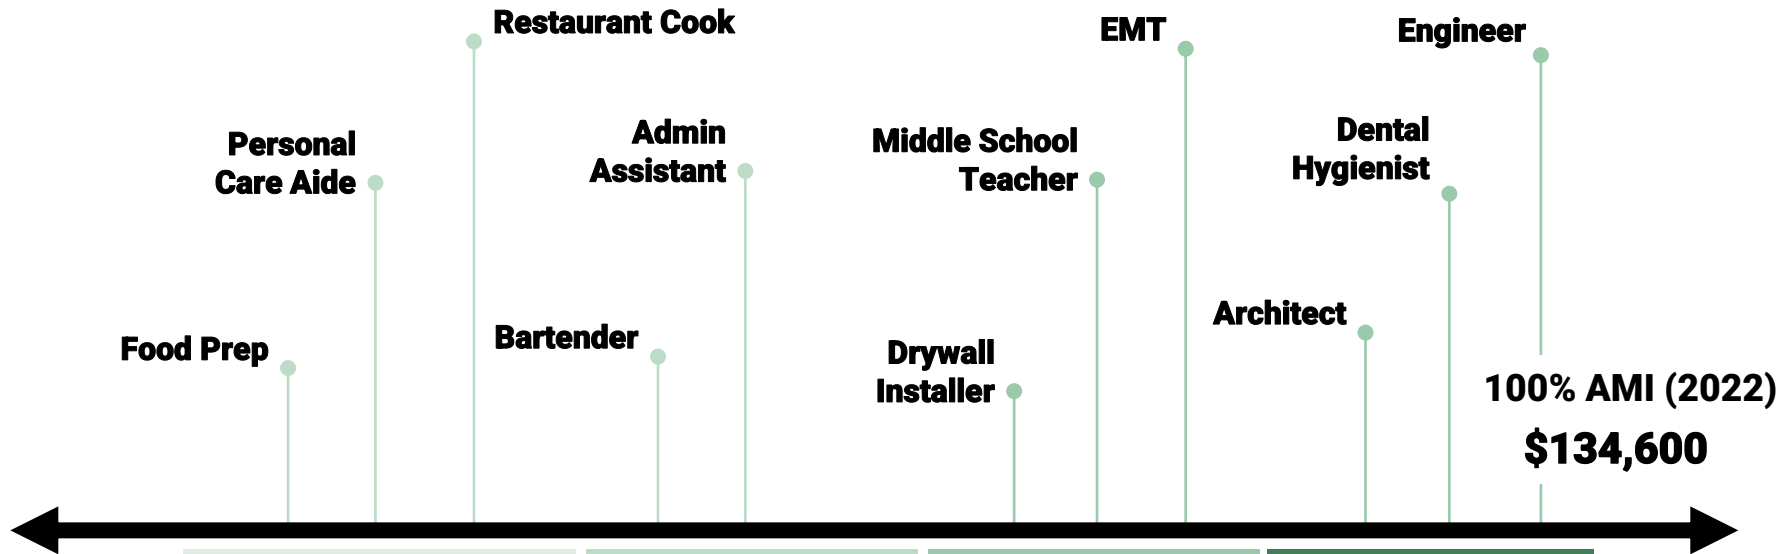 Restaurant Cook
EMT
Engineer
Personal
Care Aide
Admin
Assistant
Middle School
Teacher
Dental
Hygienist
Food Prep
Bartender
Drywall
Installer
Architect
100% AMI (2022)
$134,600